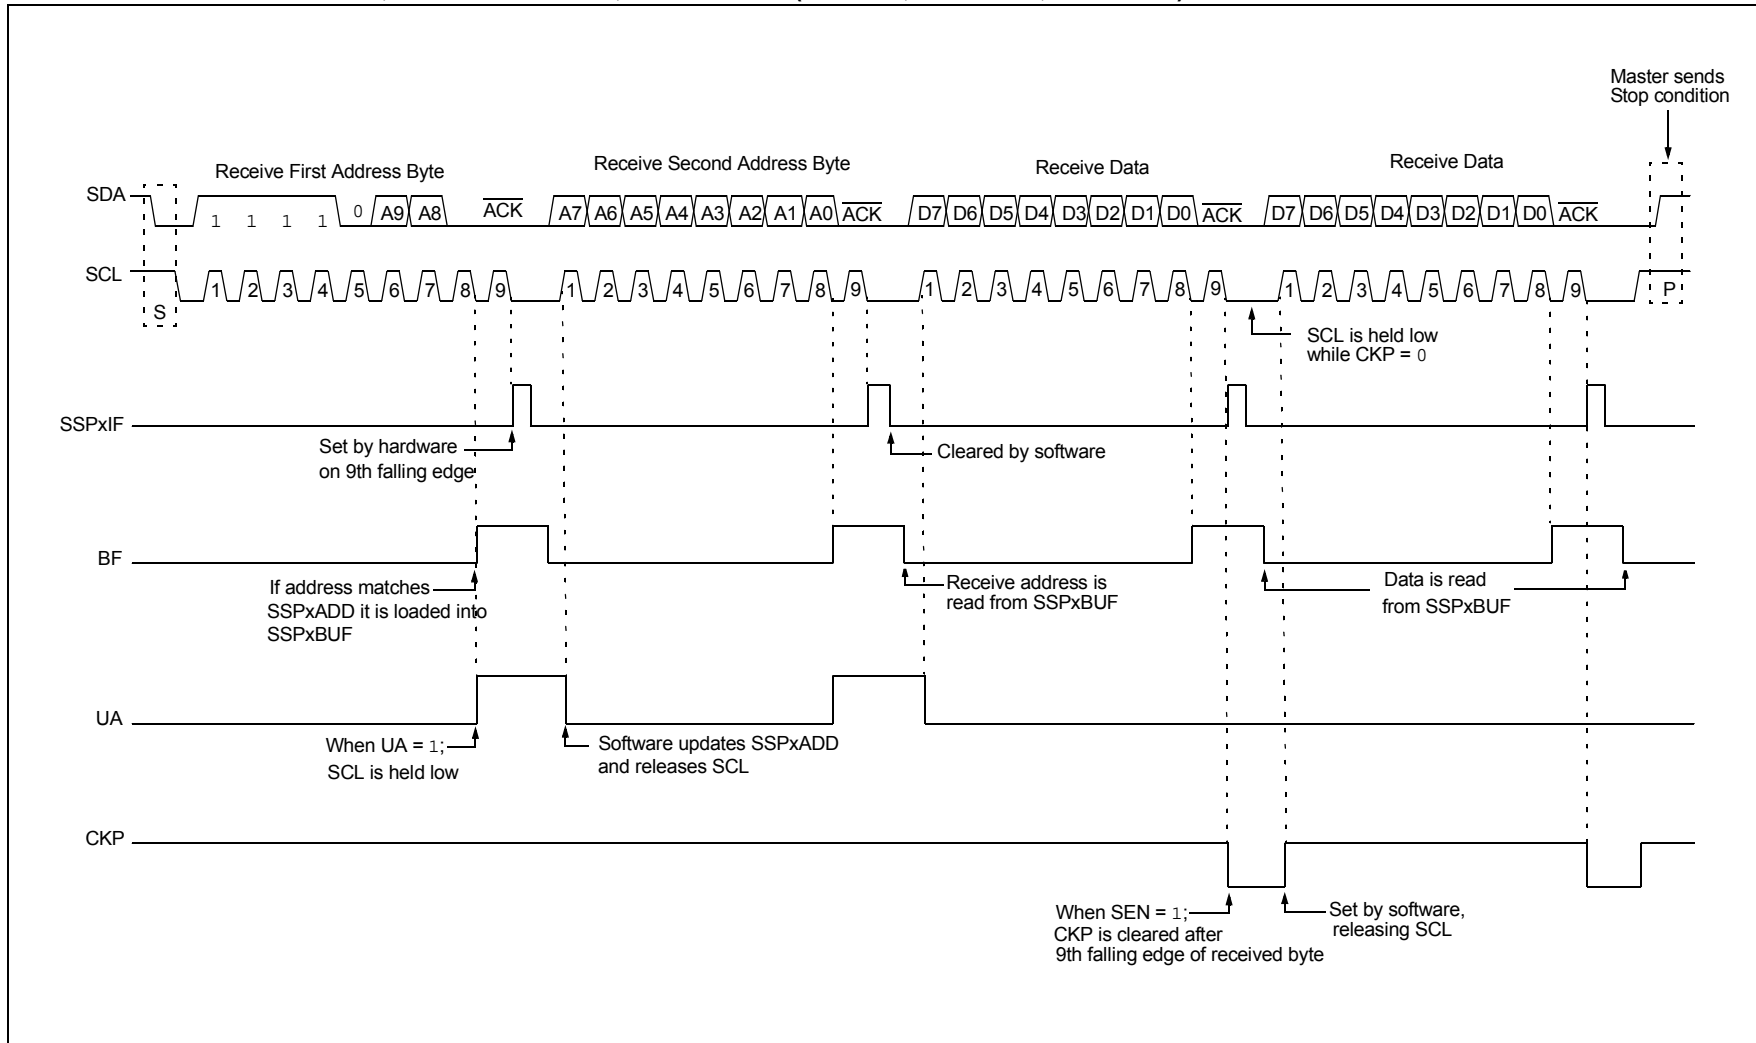 Master sends
Stop condition
Receive First Address Byte
Receive Second Address Byte
Receive Data
Receive Data
SDA
1 1 1 1 0 A9 A8 ACK A7 A6 A5 A4 A3 A2 A1 A0 ACK D7 D6 D5 D4 D3 D2 D1 D0 ACK D7 D6 D5 D4 D3 D2 D1 D0 ACK
SCL
S 1 2 3 4 5 6 7 8 9 1 2 3 4 5 6 7 8 9 1 2 3 4 5 6 7 8 9 1 2 3 4 5 6 7 8 9 P
SCL is held low
while CKP = 0
SSPxIF
Set by hardware
on 9th falling edge
Cleared by software
BF
If address matches
SSPxADD it is loaded into
SSPxBUF
Receive address is
read from SSPxBUF
Data is read
from SSPxBUF
UA
When UA = 1;
SCL is held low
Software updates SSPxADD
and releases SCL
CKP
When SEN = 1;
CKP is cleared after
9th falling edge of received byte
Set by software,
releasing SCL